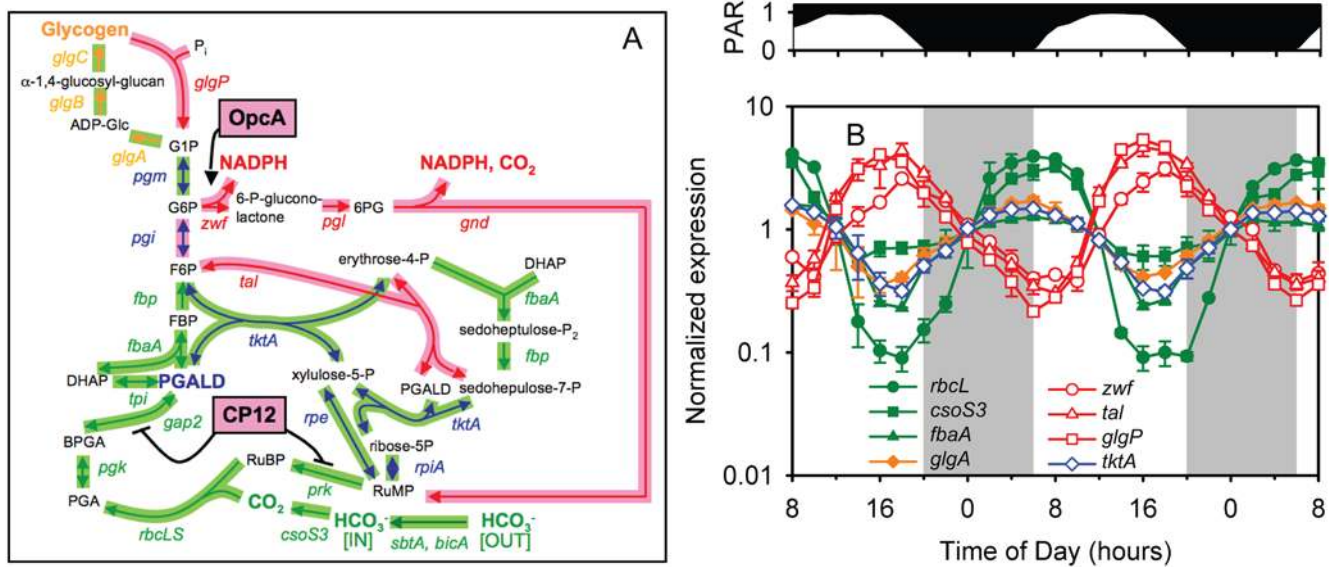 A
Glycogen
glgC
Pi
α-1,4-glucosyl-glucan
glgP
glgB
ADP-Glc
OpcA
glgA
G1P
NADPH
NADPH, CO2
pgm
G6P
6-P-glucono-
lactone
6PG
zwf
pgl
gnd
pgi
erythrose-4-P
DHAP
F6P
tal
fbaA
fbp
FBP
sedoheptulose-P2
fbaA
tktA
fbp
DHAP
PGALD
xylulose-5-P
PGALD
sedohepulose-7-P
tpi
gap2
CP12
rpe
tktA
BPGA
ribose-5P
pgk
RuBP
rpiA
PGA
prk
RuMP
CO2
HCO3-
HCO3-
rbcLS
csoS3
[IN]
sbtA, bicA
[OUT]
PAR
1
0
B
Normalized expression
10
1
0.1
0.01
rbcL
csoS3
fbaA
glgA
zwf
tal
glgP
tktA
8 16 0 8 16 0 8
Time of Day (hours)